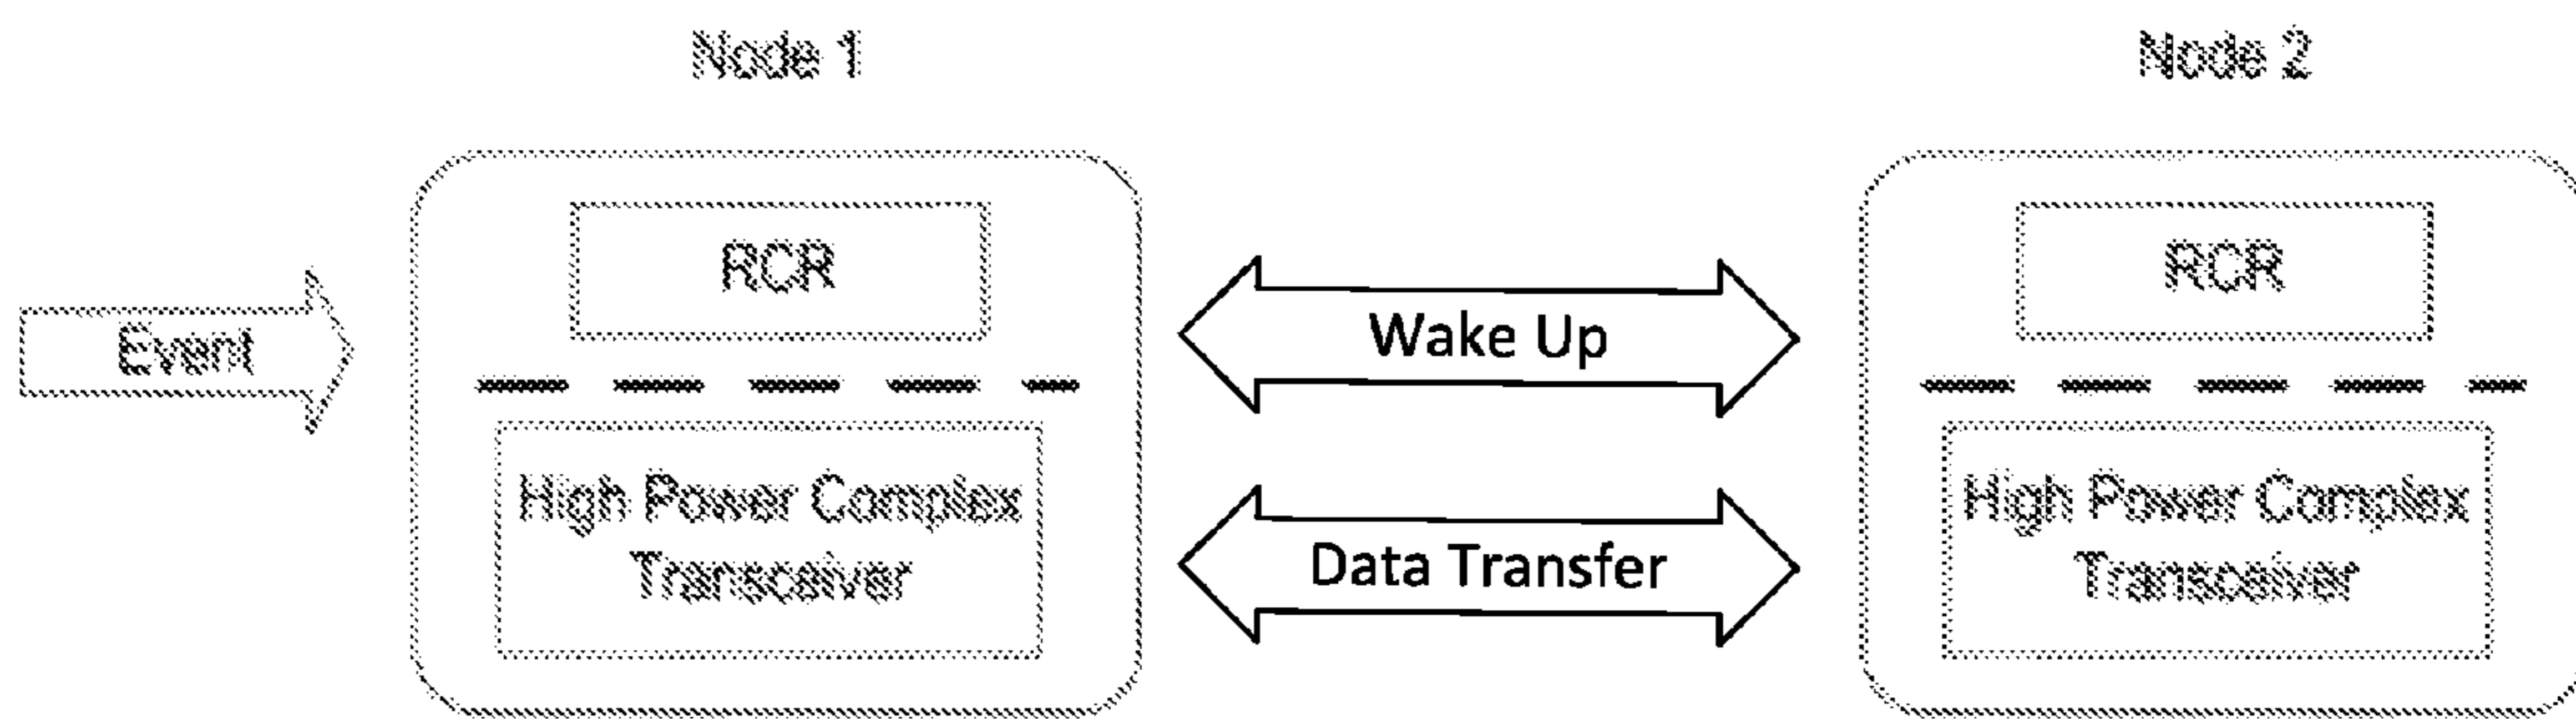 Node 1
Node 2
Event
RCR
High Power Complex
Transceiver
Wake Up
Data Transfer
RCR
High Power Complex
Transceiver